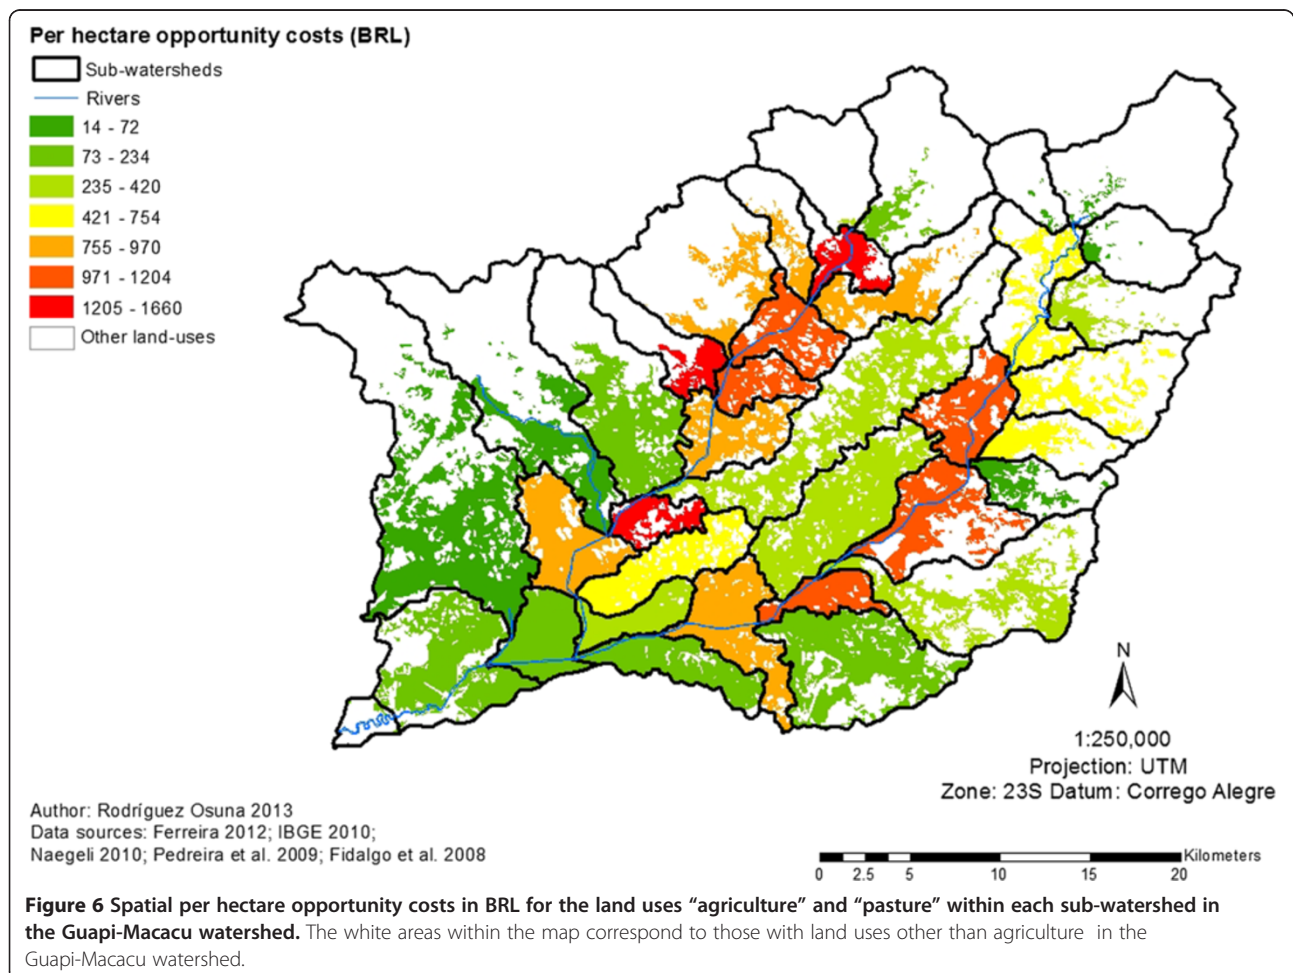 Per hectare opportunity costs (BRL)
Sub-watersheds
Rivers
14 - 72
73 - 234
235 - 420
421 - 754
755 - 970
971 - 1204
1205 - 1660
Other land-uses
N
1:250,000
Projection: UTM
Zone: 23S Datum: Corrego Alegre
Author: Rodríguez Osuna 2013
Data sources: Ferreira 2012; IBGE 2010;
Naegeli 2010; Pedreira et al. 2009; Fidalgo et al. 2008
Kilometers
0 2.5 5 10 15 20
Figure 6 Spatial per hectare opportunity costs in BRL for the land uses “agriculture” and “pasture” within each sub-watershed in
the Guapi-Macacu watershed. The white areas within the map correspond to those with land uses other than agriculture in the
Guapi-Macacu watershed.